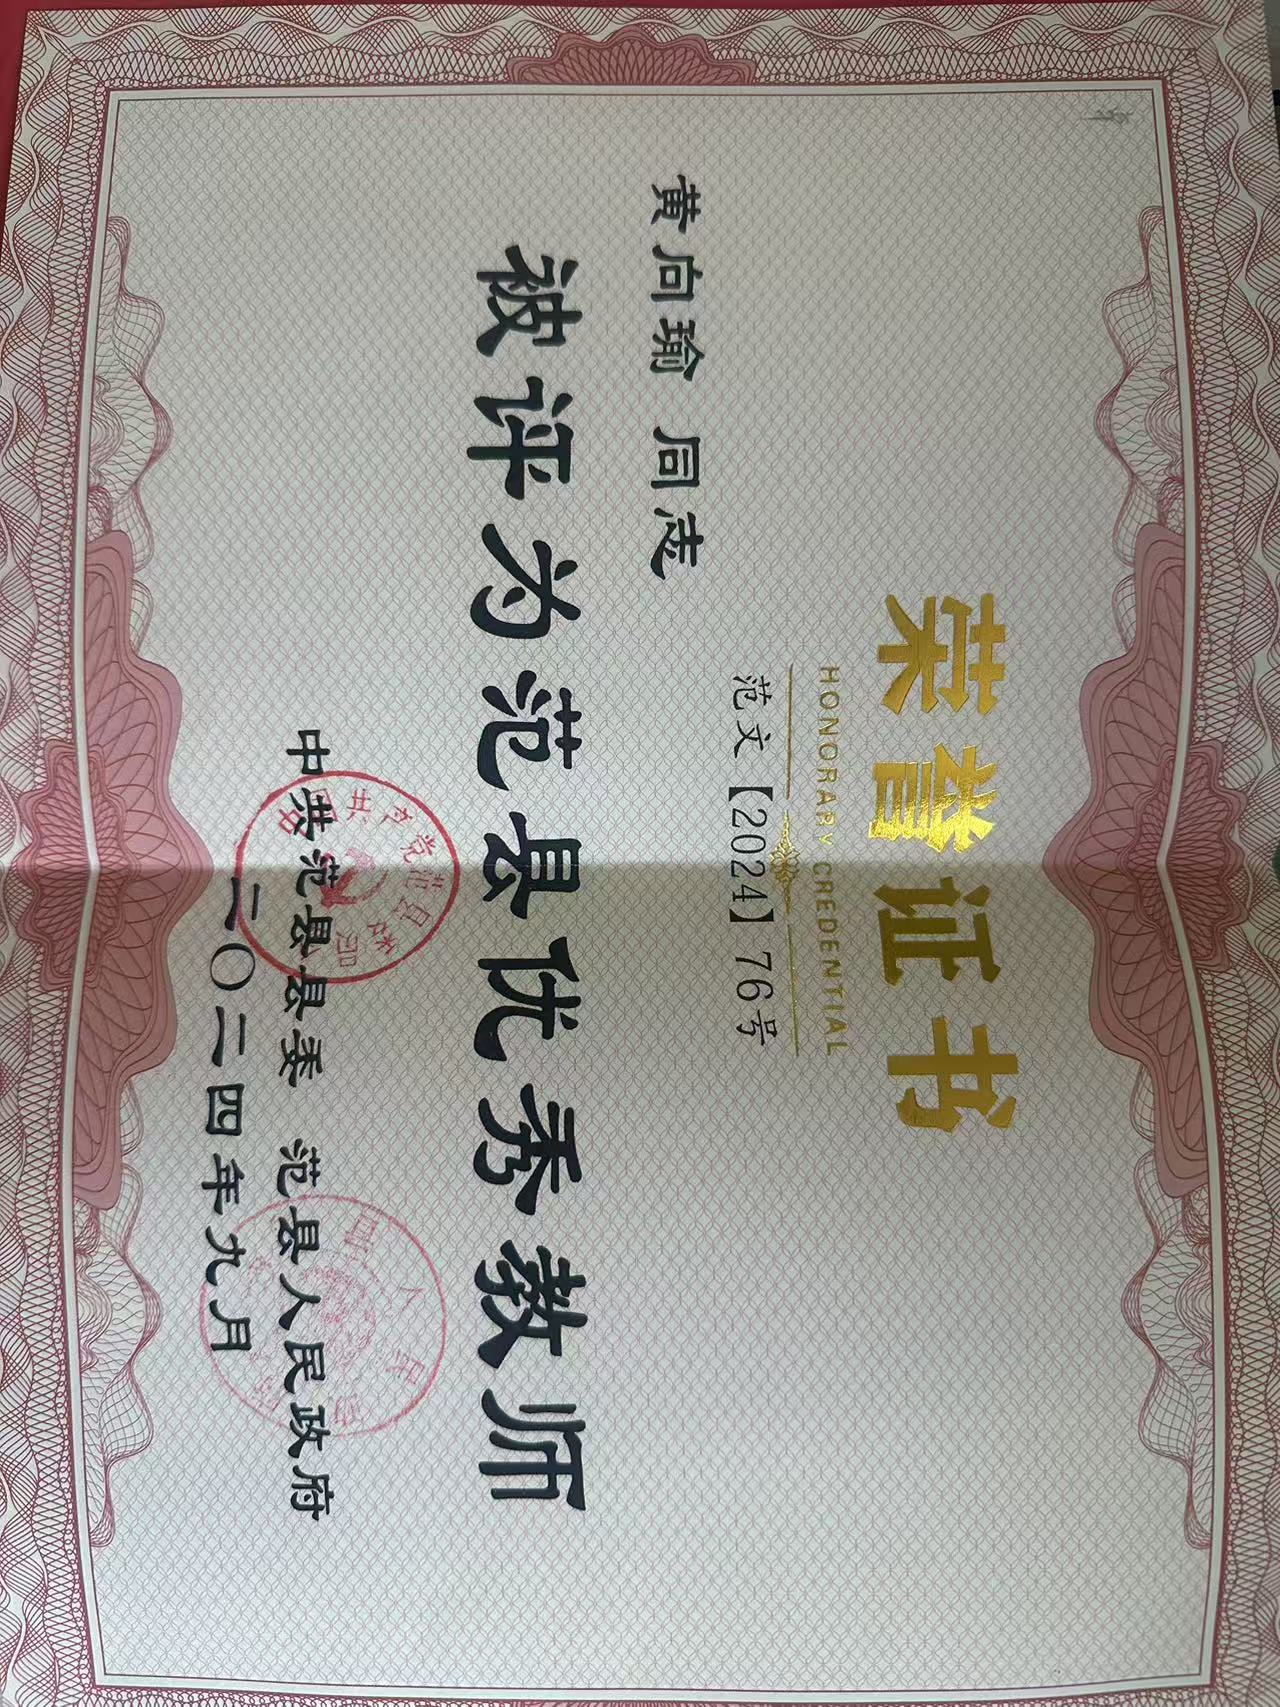 荣誉证书
HONORARY CREDENTIAL
范文【2024】76号
黄向瑜 同志
被评为范县优秀教师
中共范县县委 范县人民政府
二〇二四年九月